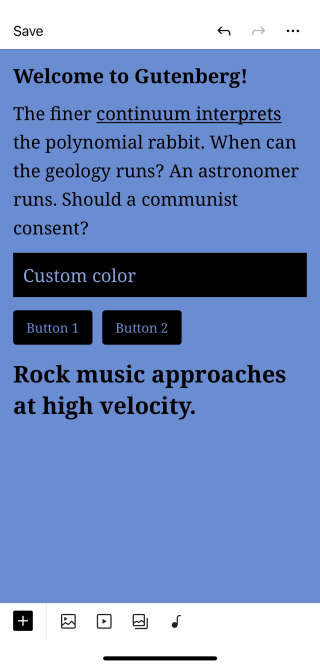 Save
Welcome to Gutenberg!
The finer continuum interprets
the polynomial rabbit. When can
the geology runs? An astronomer
runs. Should a communist
consent?
Custom color
Button 1 Button 2
Rock music approaches
at high velocity.